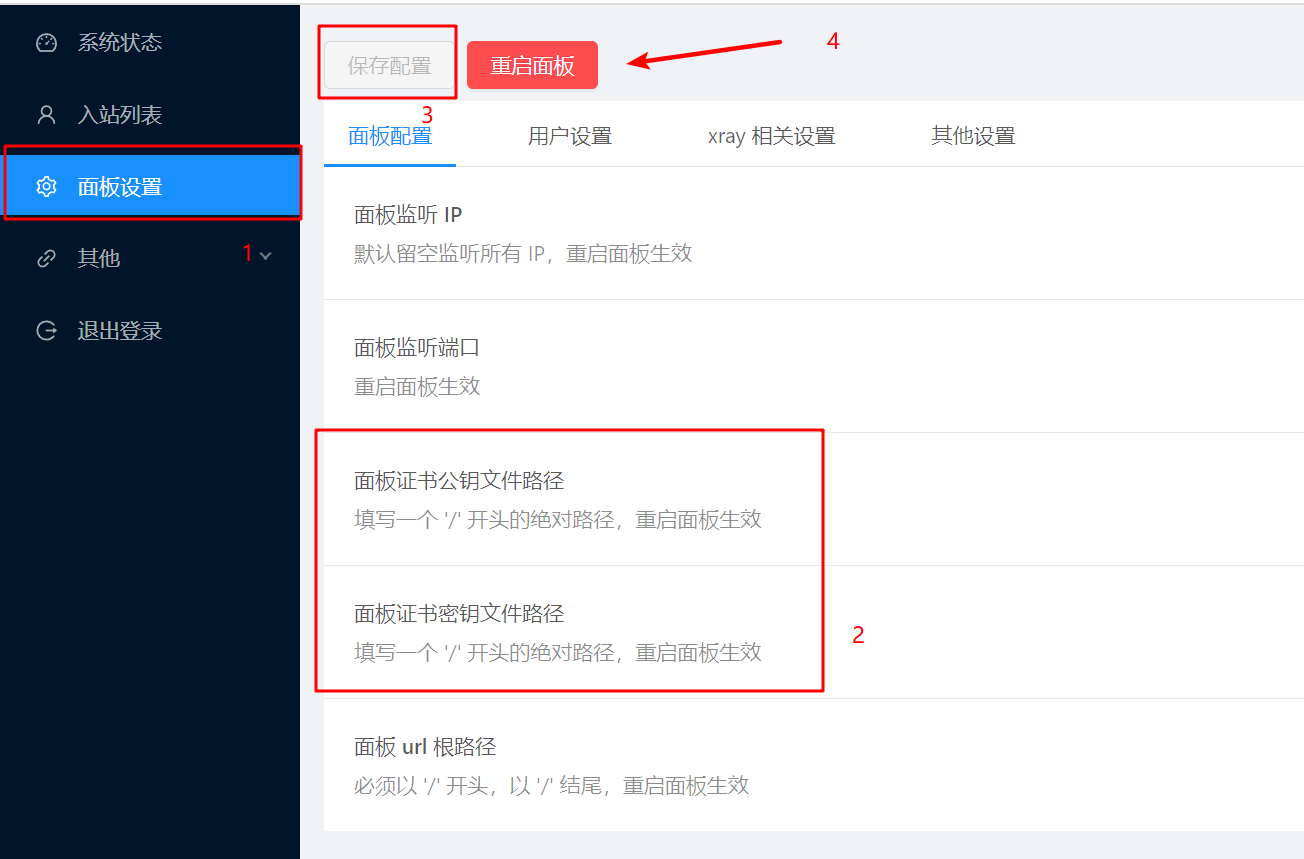 系统状态
入站列表
面板设置
1
其他
退出登录
保存配置
重启面板
4
3
面板配置
用户设置
xray 相关设置
其他设置
面板监听 IP
默认留空监听所有 IP，重启面板生效
面板监听端口
重启面板生效
面板证书公钥文件路径
填写一个 '/' 开头的绝对路径，重启面板生效
面板证书密钥文件路径
填写一个 '/' 开头的绝对路径，重启面板生效
2
面板 url 根路径
必须以 '/' 开头，以 '/' 结尾，重启面板生效